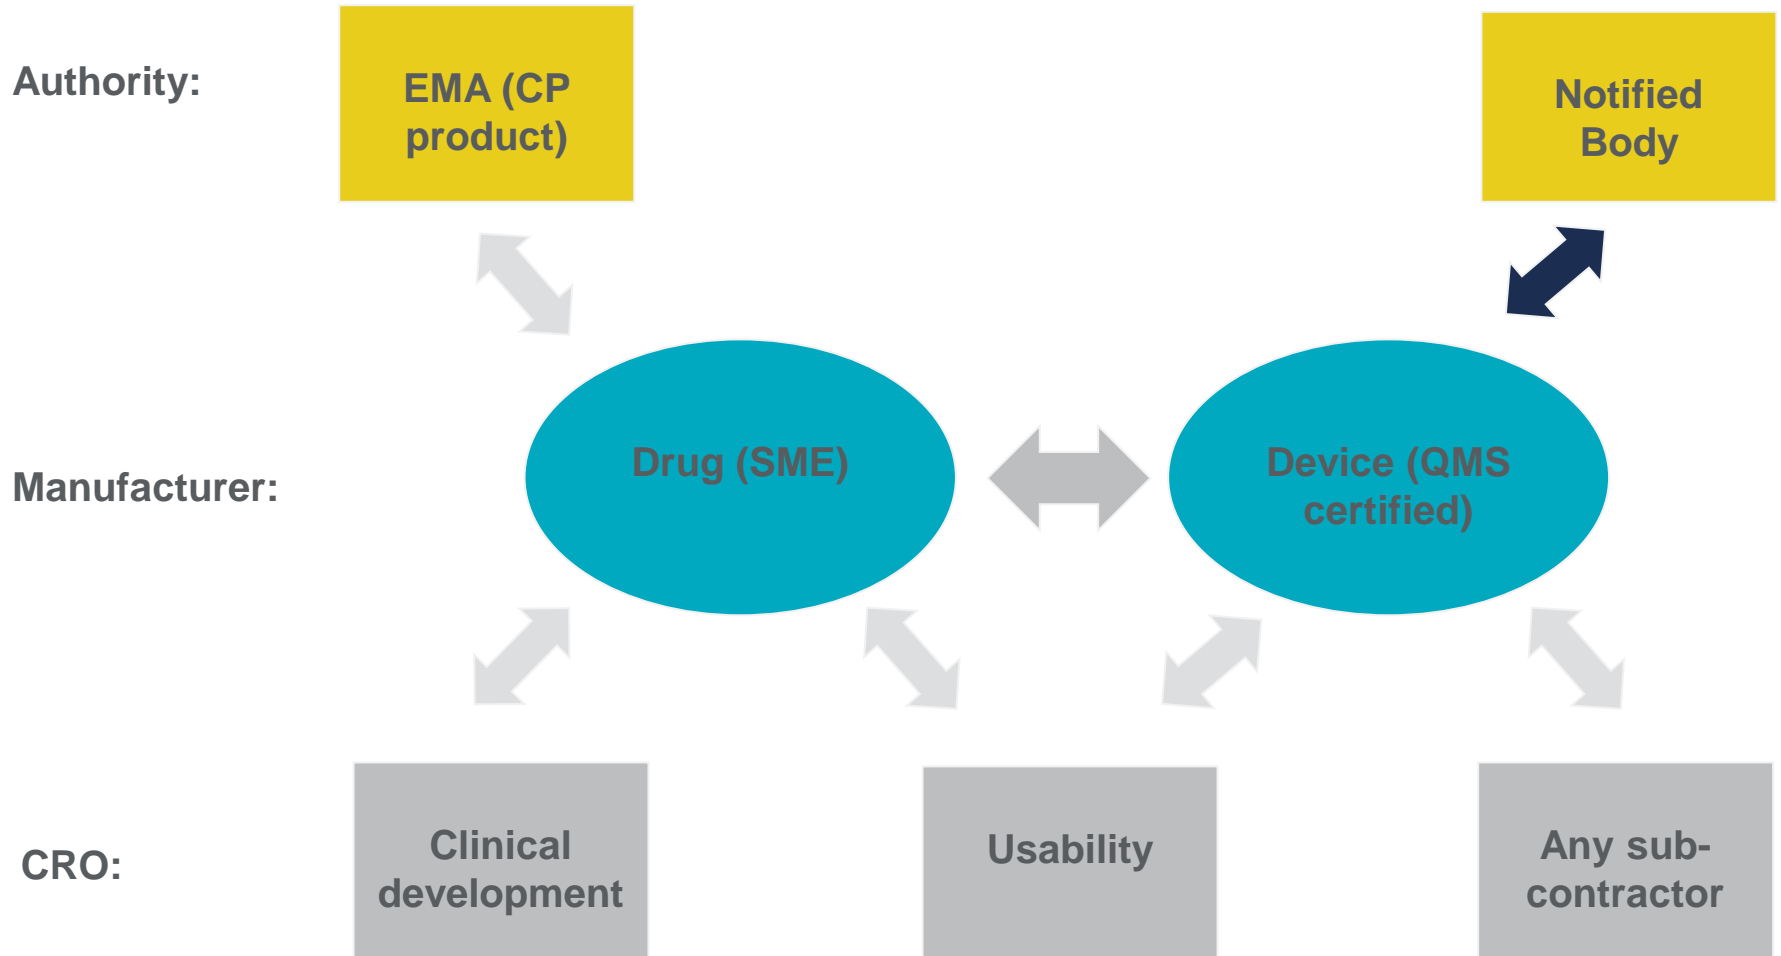 Authority:
EMA (CP
product)
Notified
Body
Manufacturer:
Drug (SME)
Device (QMS
certified)
CRO:
Clinical
development
Usability
Any sub-
contractor